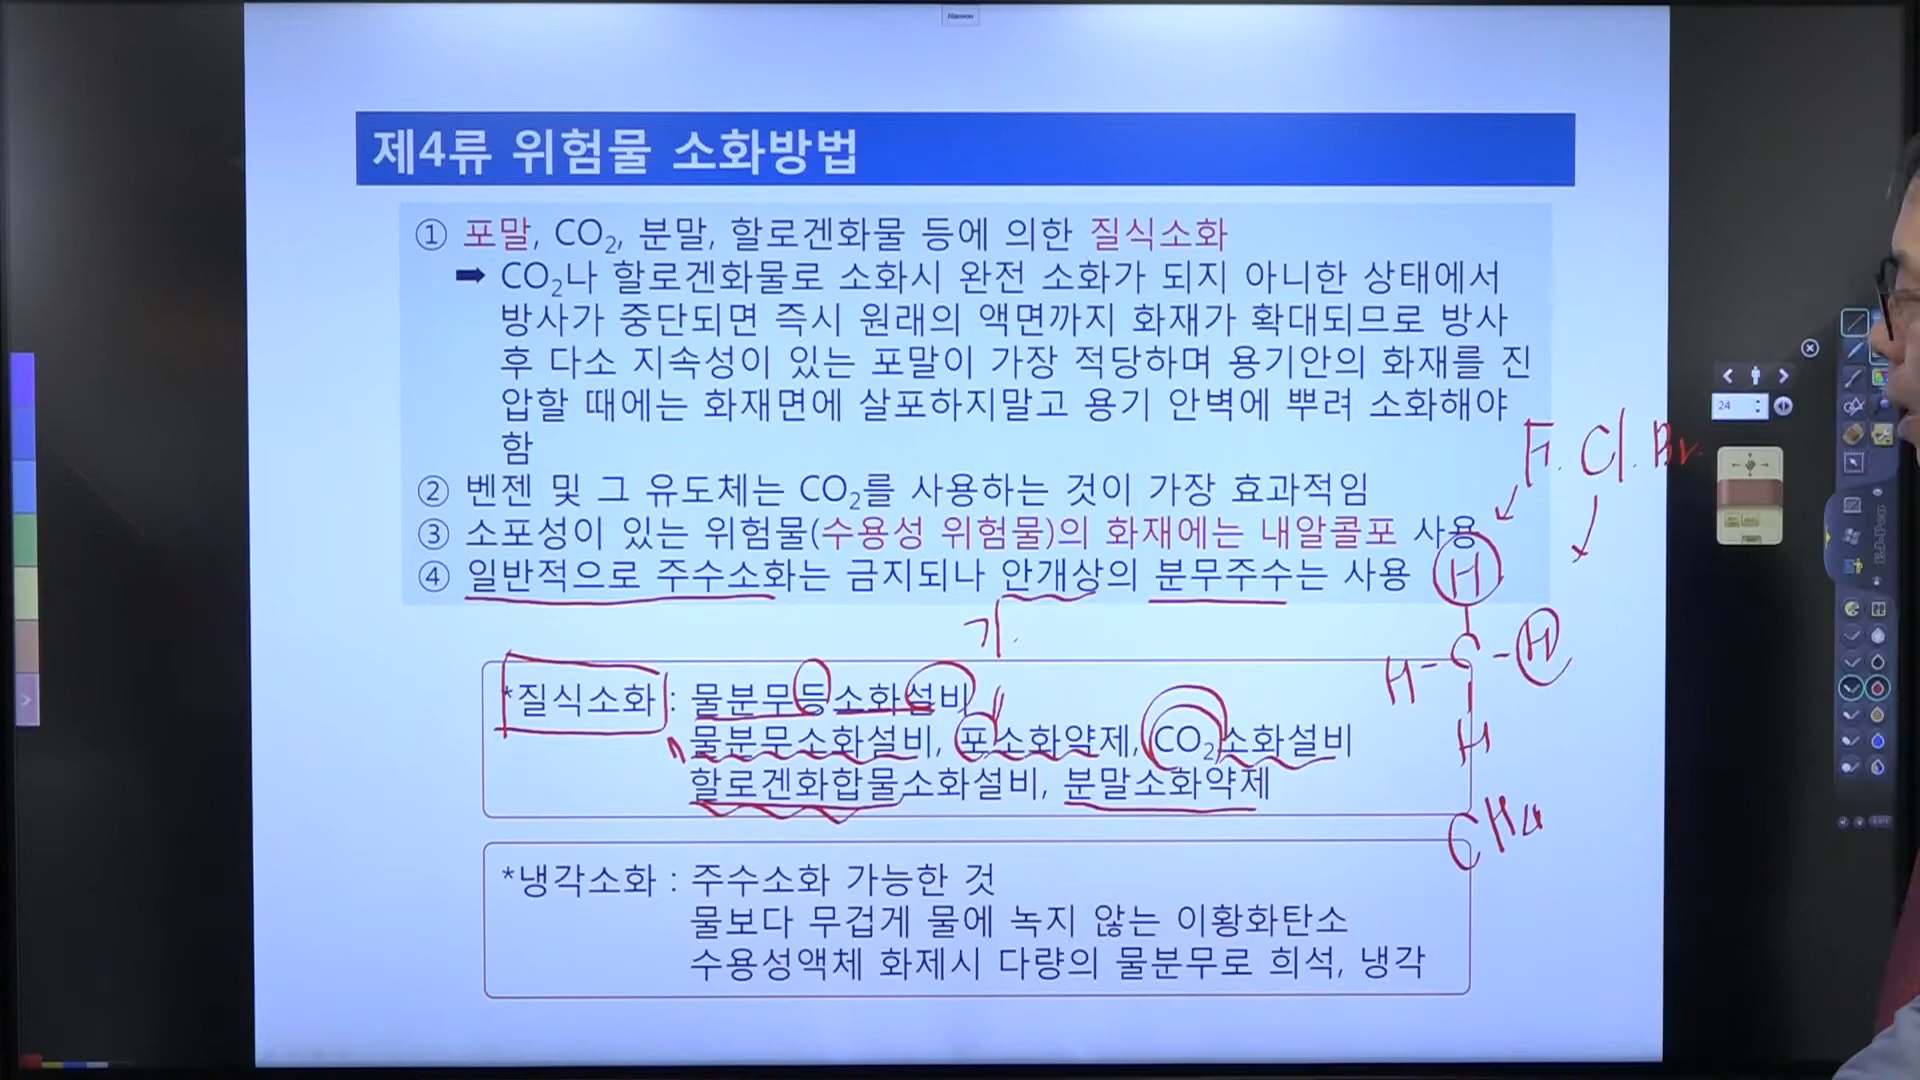 Hanwon
제4류 위험물 소화방법
① 포말, CO₂, 분말, 할로겐화물 등에 의한 질식소화
➡ CO₂나 할로겐화물로 소화시 완전 소화가 되지 아니한 상태에서
방사가 중단되면 즉시 원래의 액면까지 화재가 확대되므로 방사
후 다소 지속성이 있는 포말이 가장 적당하며 용기안의 화재를 진
압할 때에는 화재면에 살포하지말고 용기 안벽에 뿌려 소화해야
함
F. Cl. Br.
② 벤젠 및 그 유도체는 CO₂를 사용하는 것이 가장 효과적임
③ 소포성이 있는 위험물(수용성 위험물)의 화재에는 내알콜포 사용
④ 일반적으로 주수소화는 금지되나 안개상의 분무주수는 사용
H
기.
H-C-H
H
*질식소화 : 물분무등소화설비
물분무소화설비, 포소화약제, CO₂소화설비
할로겐화합물소화설비, 분말소화약제
CH4
*냉각소화 : 주수소화 가능한 것
물보다 무겁게 물에 녹지 않는 이황화탄소
수용성액체 화제시 다량의 물분무로 희석, 냉각
24